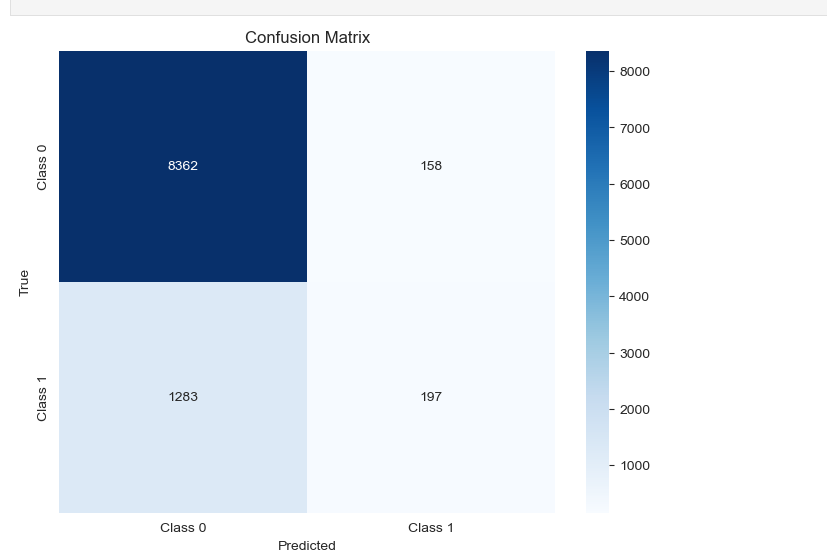 Confusion Matrix
8000
7000
6000
5000
4000
3000
2000
1000
Class 0
8362
158
True
Class 1
1283
197
Class 0
Class 1
Predicted